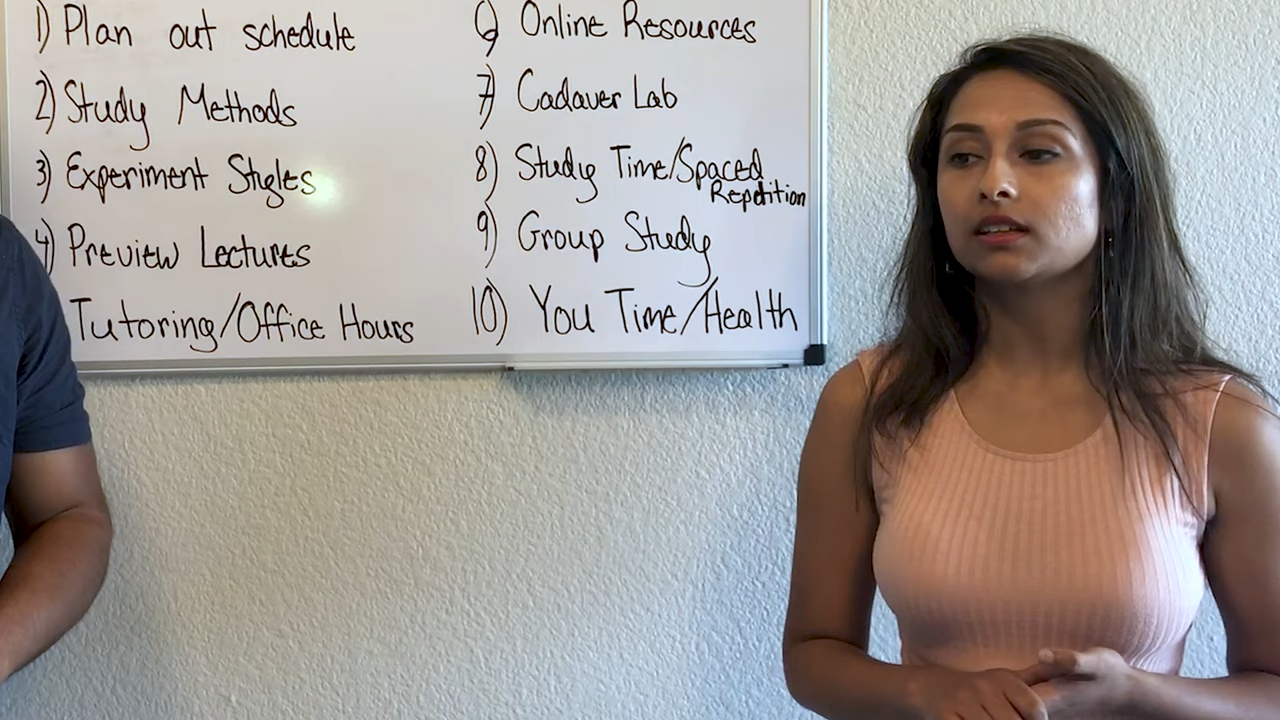 1) Plan out schedule
2) Study Methods
3) Experiment Styles
4) Preview Lectures
Tutoring/Office Hours
6) Online Resources
7) Cadaver Lab
8) Study Time/Spaced
Repetition
9) Group Study
10) You Time/Health